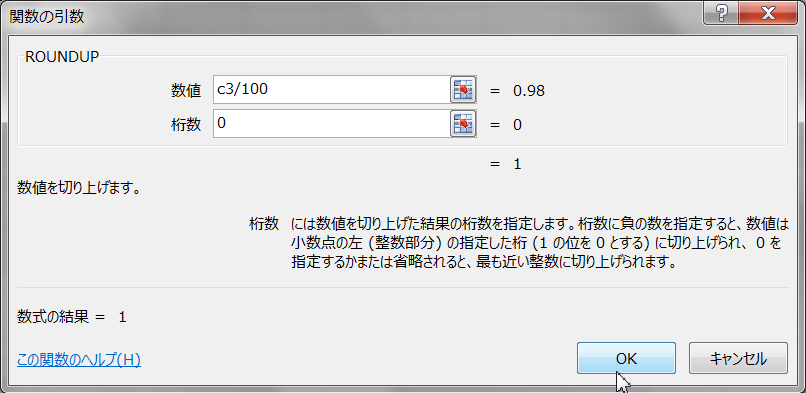 関数の引数
ROUNDUP
数値 c3/100 = 0.98
桁数 0 = 0
= 1
数値を切り上げます。
桁数 には数値を切り上げた結果の桁数を指定します。桁数に負の数を指定すると、数値は
小数点の左 (整数部分) の指定した桁 (1 の位を 0 とする) に切り上げられ、 0 を
指定するかまたは省略されると、最も近い整数に切り上げられます。
数式の結果 = 1
この関数のヘルプ(H)
OK キャンセル